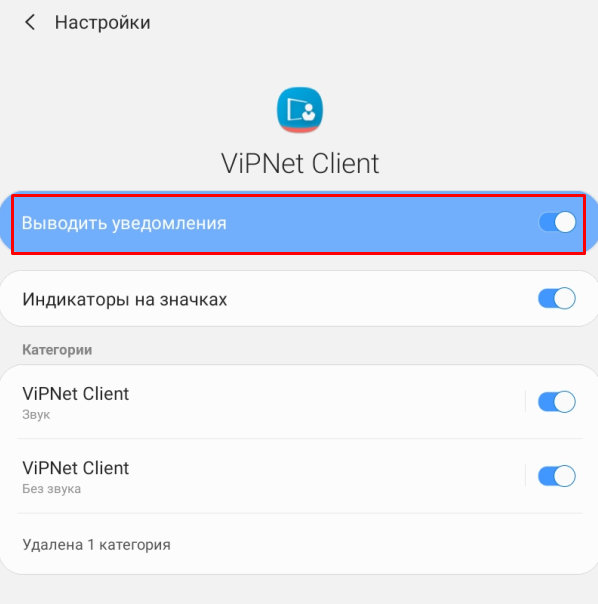 Настройки
ViPNet Client
Выводить уведомления
Индикаторы на значках
Категории
ViPNet Client
Звук
ViPNet Client
Без звука
Удалена 1 категория